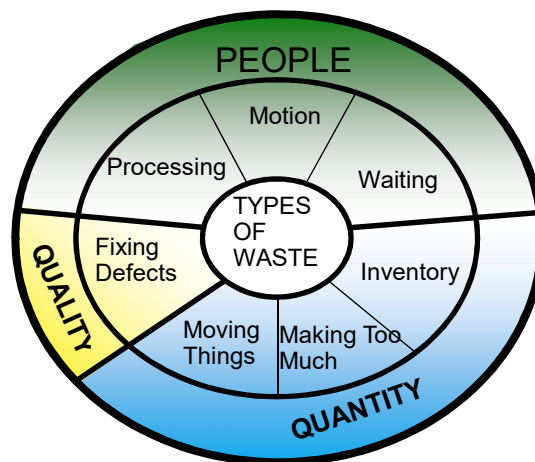 PEOPLE
Motion
Processing
Waiting
TYPES
OF
WASTE
Fixing
Defects
Inventory
QUALITY
Moving
Things
Making Too
Much
QUANTITY